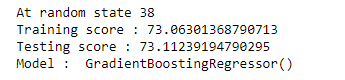 At random state 38
Training score : 73.06301368790713
Testing score : 73.11239194790295
Model :  GradientBoostingRegressor()